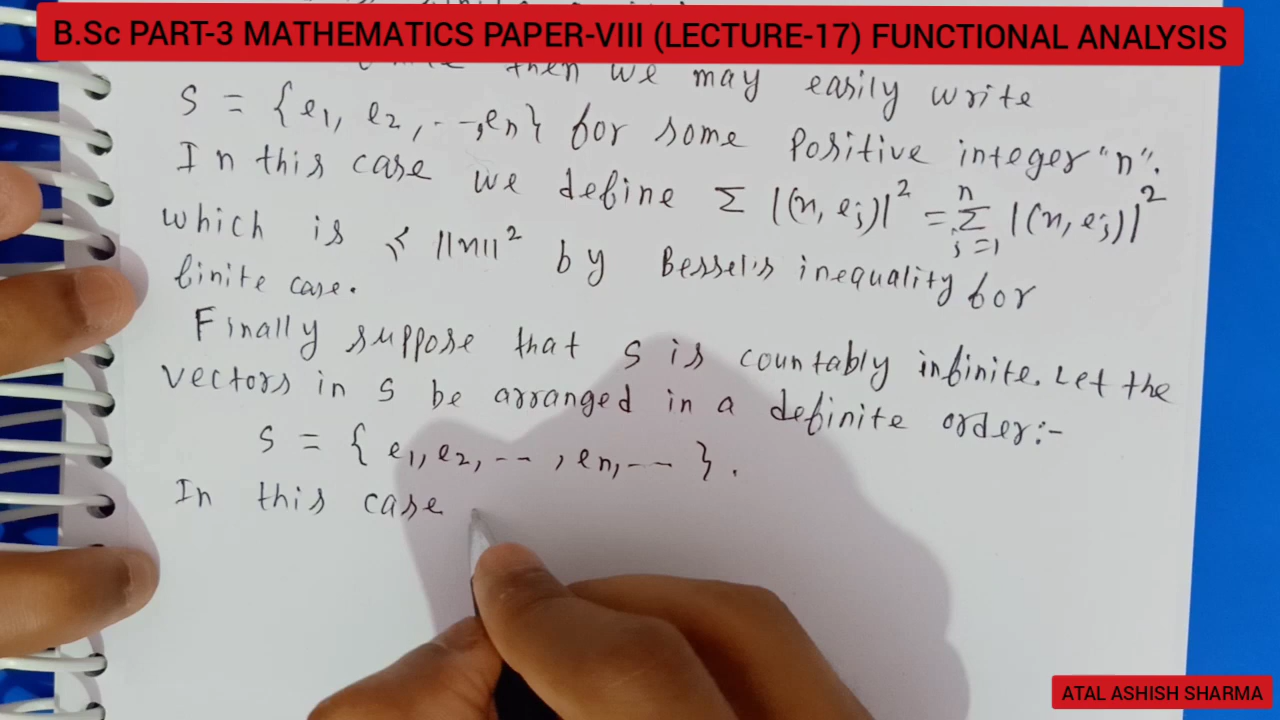 B.Sc PART-3 MATHEMATICS PAPER-VIII (LECTURE-17) FUNCTIONAL ANALYSIS
then we may easily write
S = {e1, e2, --, en} for some Positive integer "n".
In this case we define Σ |(x, ej)|² = Σ_{j=1}^{n} |(x, ej)|²
which is ≤ ||x||² by Bessel's inequality for
finite case.
Finally suppose that S is countably infinite. Let the
vectors in S be arranged in a definite order:-
S = { e1, e2, -- , en, -- }.
In this case
ATAL ASHISH SHARMA